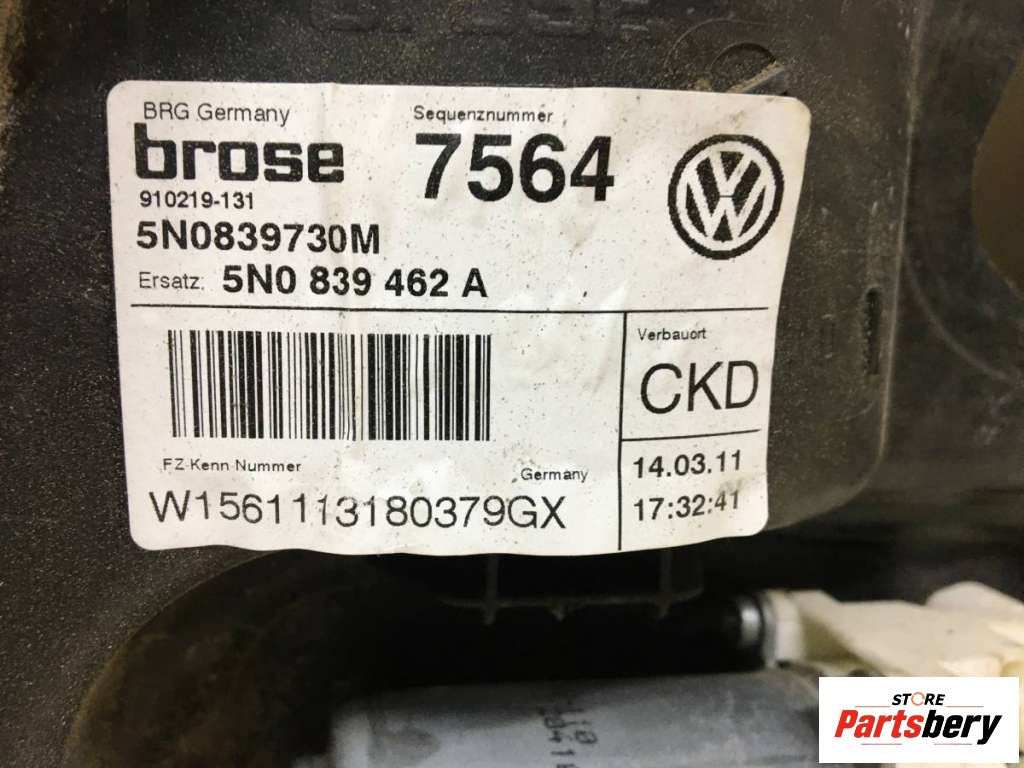 BRG Germany
Sequenznummer
brose
7564
910219-131
5N0839730M
Ersatz: 5N0 839 462 A
Verbauort
CKD
FZ-Kenn-Nummer
Germany
14.03.11
W1561113180379GX
17:32:41
STORE
Partsbery